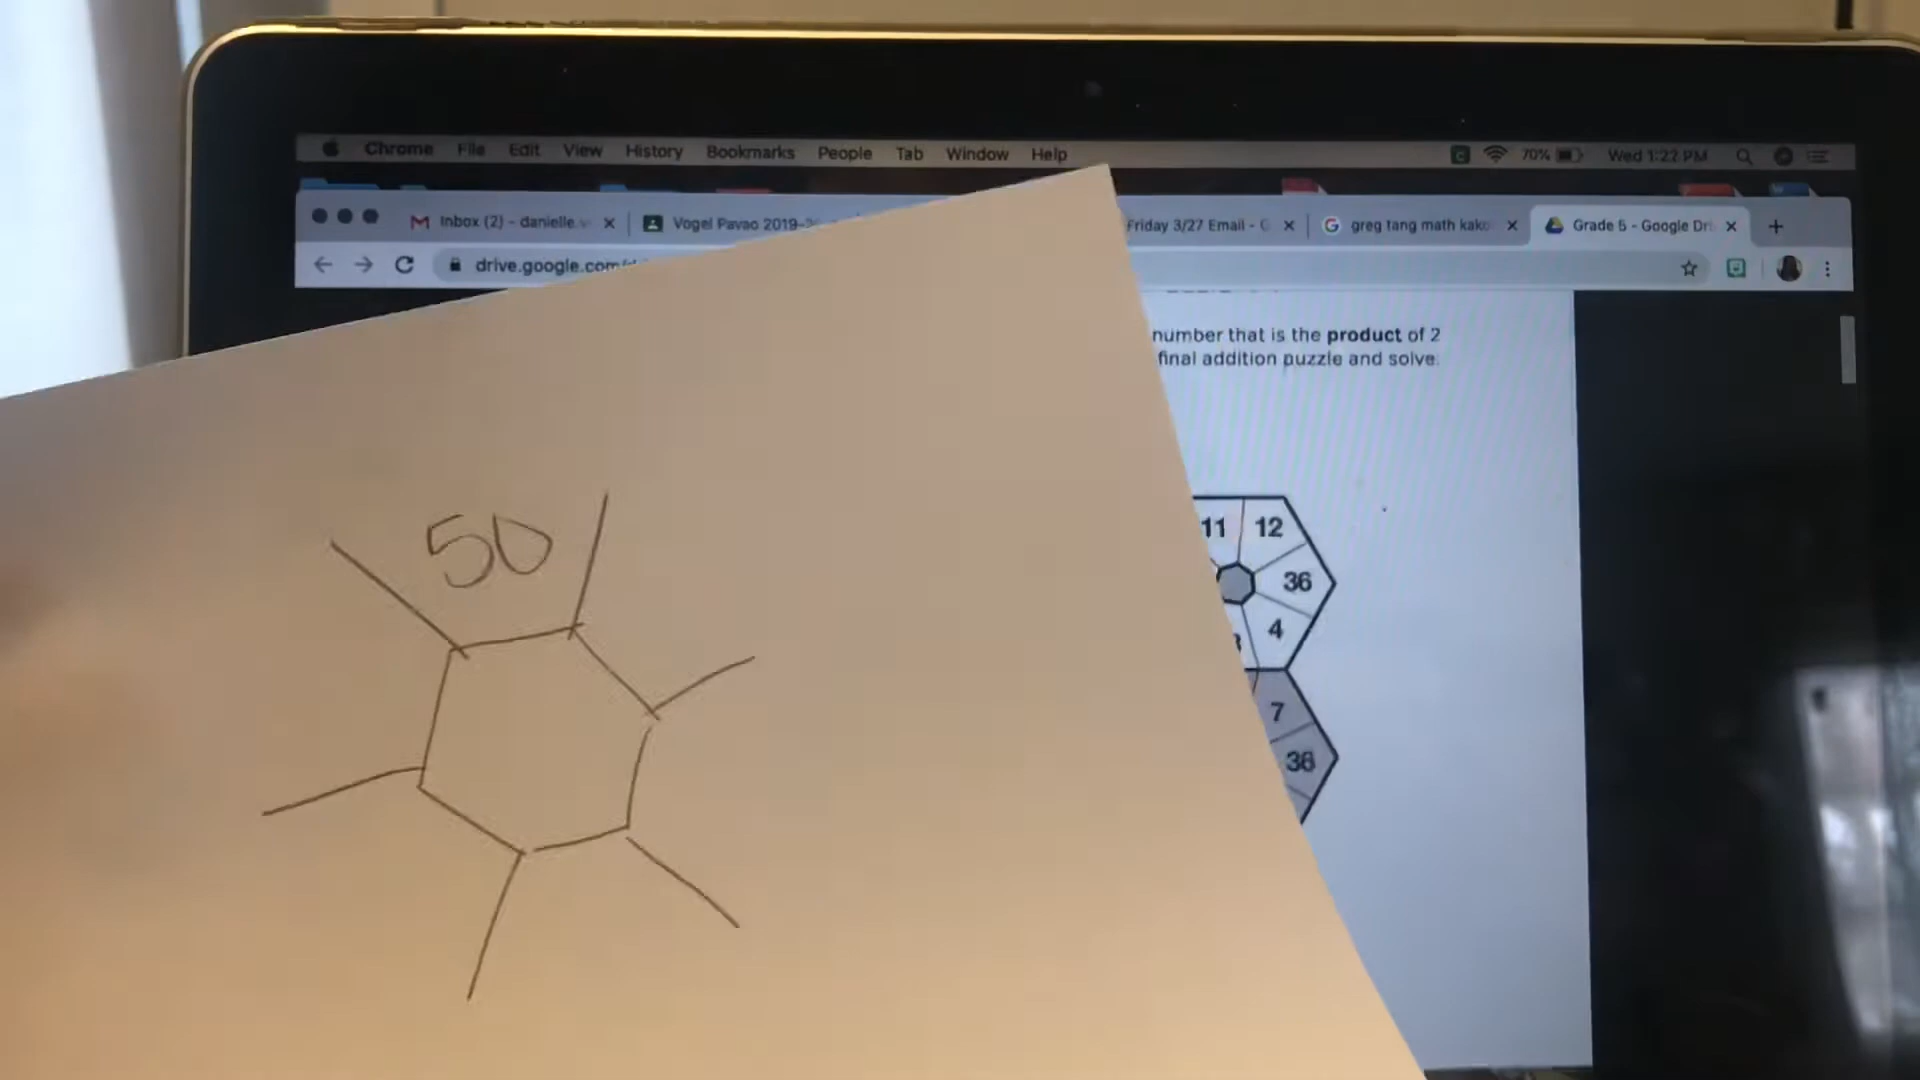 Chrome File Edit View History Bookmarks People Tab Window Help 70% Wed 1:22 PM
Inbox (2) - danielle.v Vogel Pavao 2019-2 Friday 3/27 Email - G greg tang math kako Grade 5 - Google Dri
drive.google.com
number that is the product of 2
final addition puzzle and solve.
50
11 12
36
4
7
36